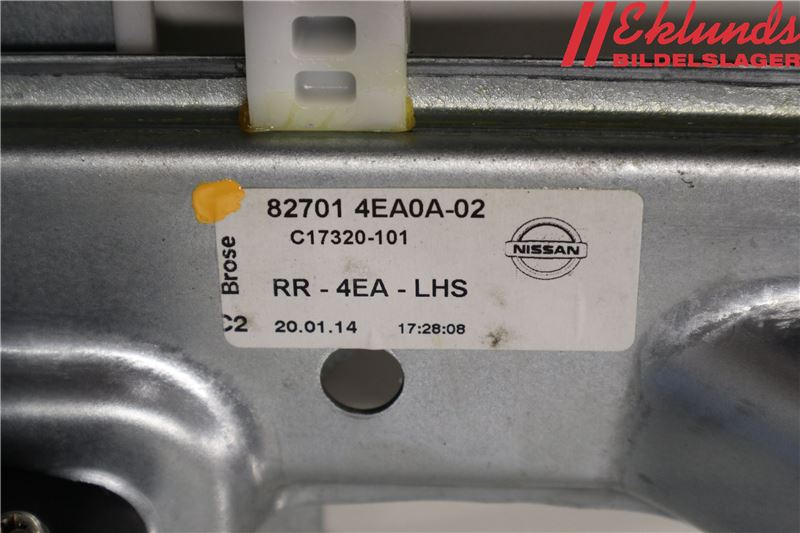 Eklunds
BILDELSLAGER
82701 4EA0A-02
C17320-101
NISSAN
Brose
RR - 4EA - LHS
C2
20.01.14 17:28:08